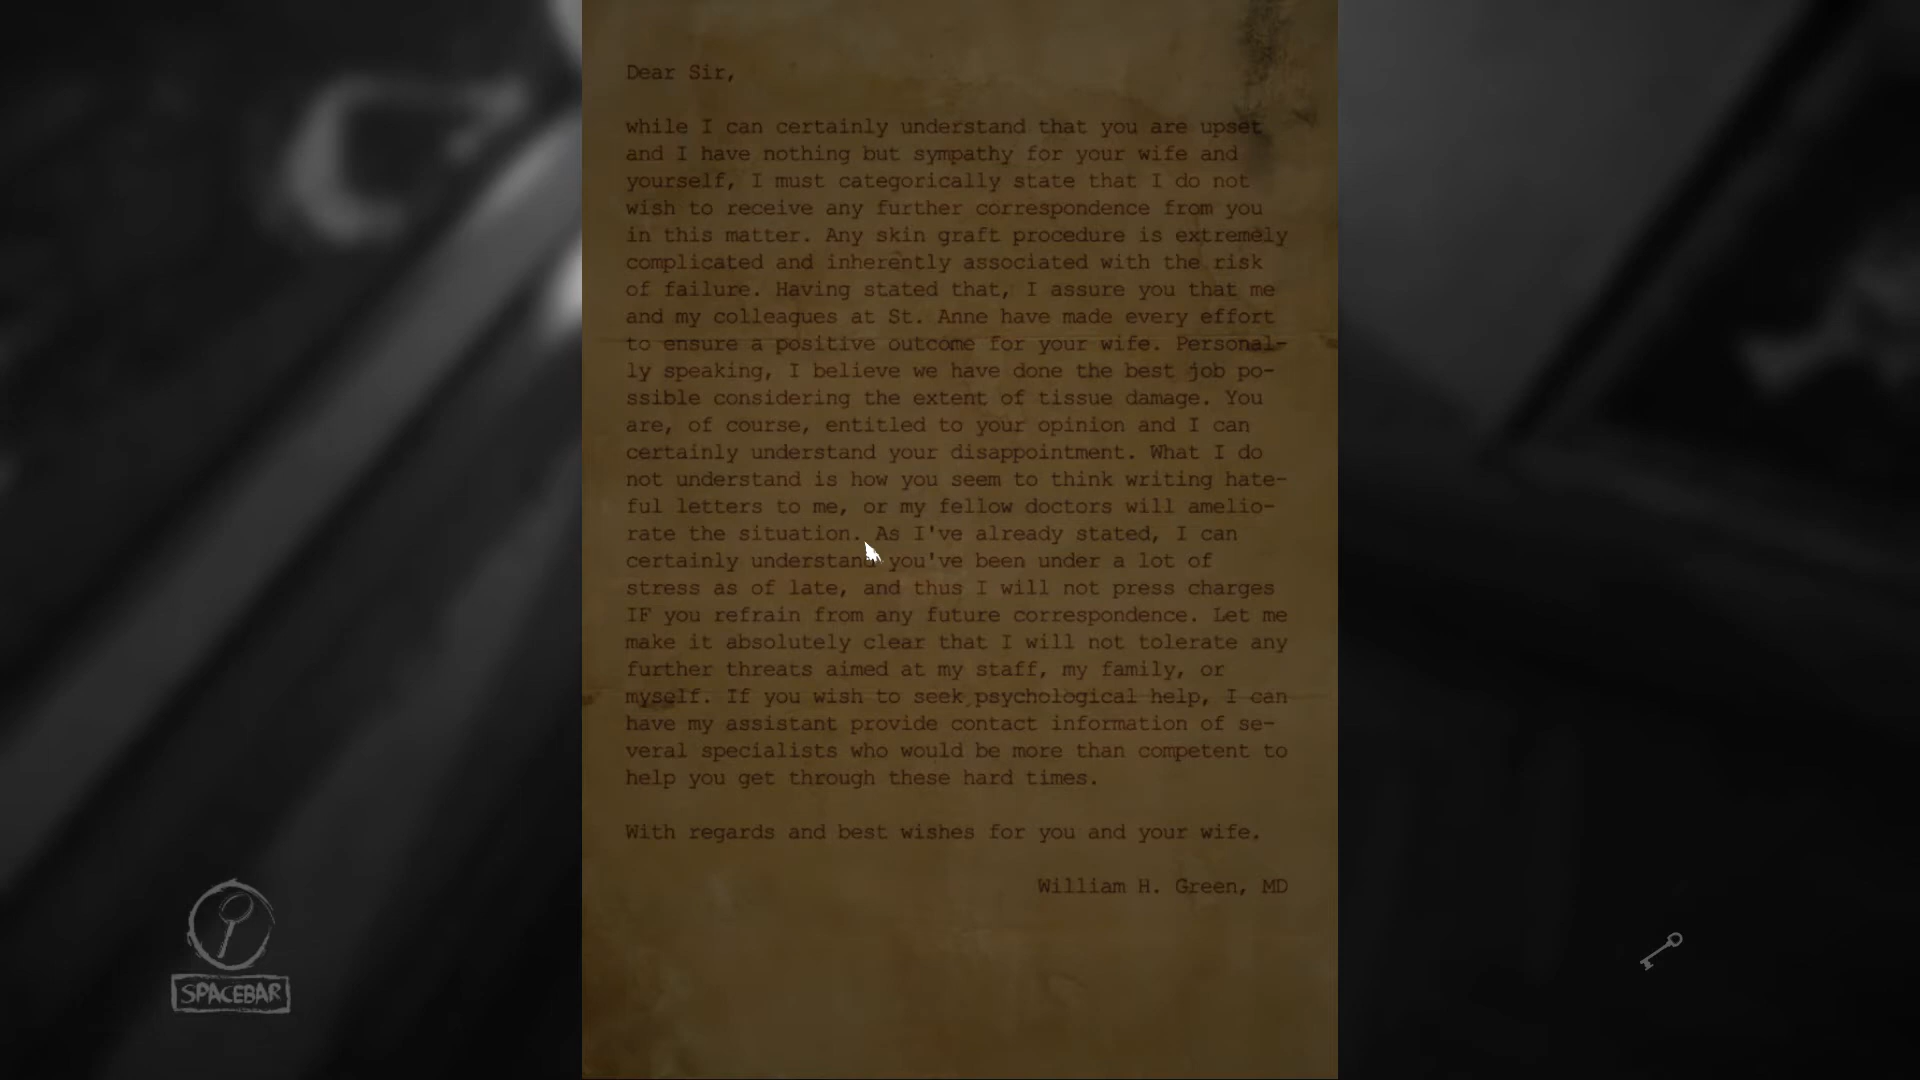 Dear Sir,
while I can certainly understand that you are upset
and I have nothing but sympathy for your wife and
yourself, I must categorically state that I do not
wish to receive any further correspondence from you
in this matter. Any skin graft procedure is extremely
complicated and inherently associated with the risk
of failure. Having stated that, I assure you that me
and my colleagues at St. Anne have made every effort
to ensure a positive outcome for your wife. Personal-
ly speaking, I believe we have done the best job po-
ssible considering the extent of tissue damage. You
are, of course, entitled to your opinion and I can
certainly understand your disappointment. What I do
not understand is how you seem to think writing hate-
ful letters to me, or my fellow doctors will amelio-
rate the situation. As I've already stated, I can
certainly understand you've been under a lot of
stress as of late, and thus I will not press charges
IF you refrain from any future correspondence. Let me
make it absolutely clear that I will not tolerate any
further threats aimed at my staff, my family, or
myself. If you wish to seek psychological help, I can
have my assistant provide contact information of se-
veral specialists who would be more than competent to
help you get through these hard times.
With regards and best wishes for you and your wife.
William H. Green, MD
SPACEBAR